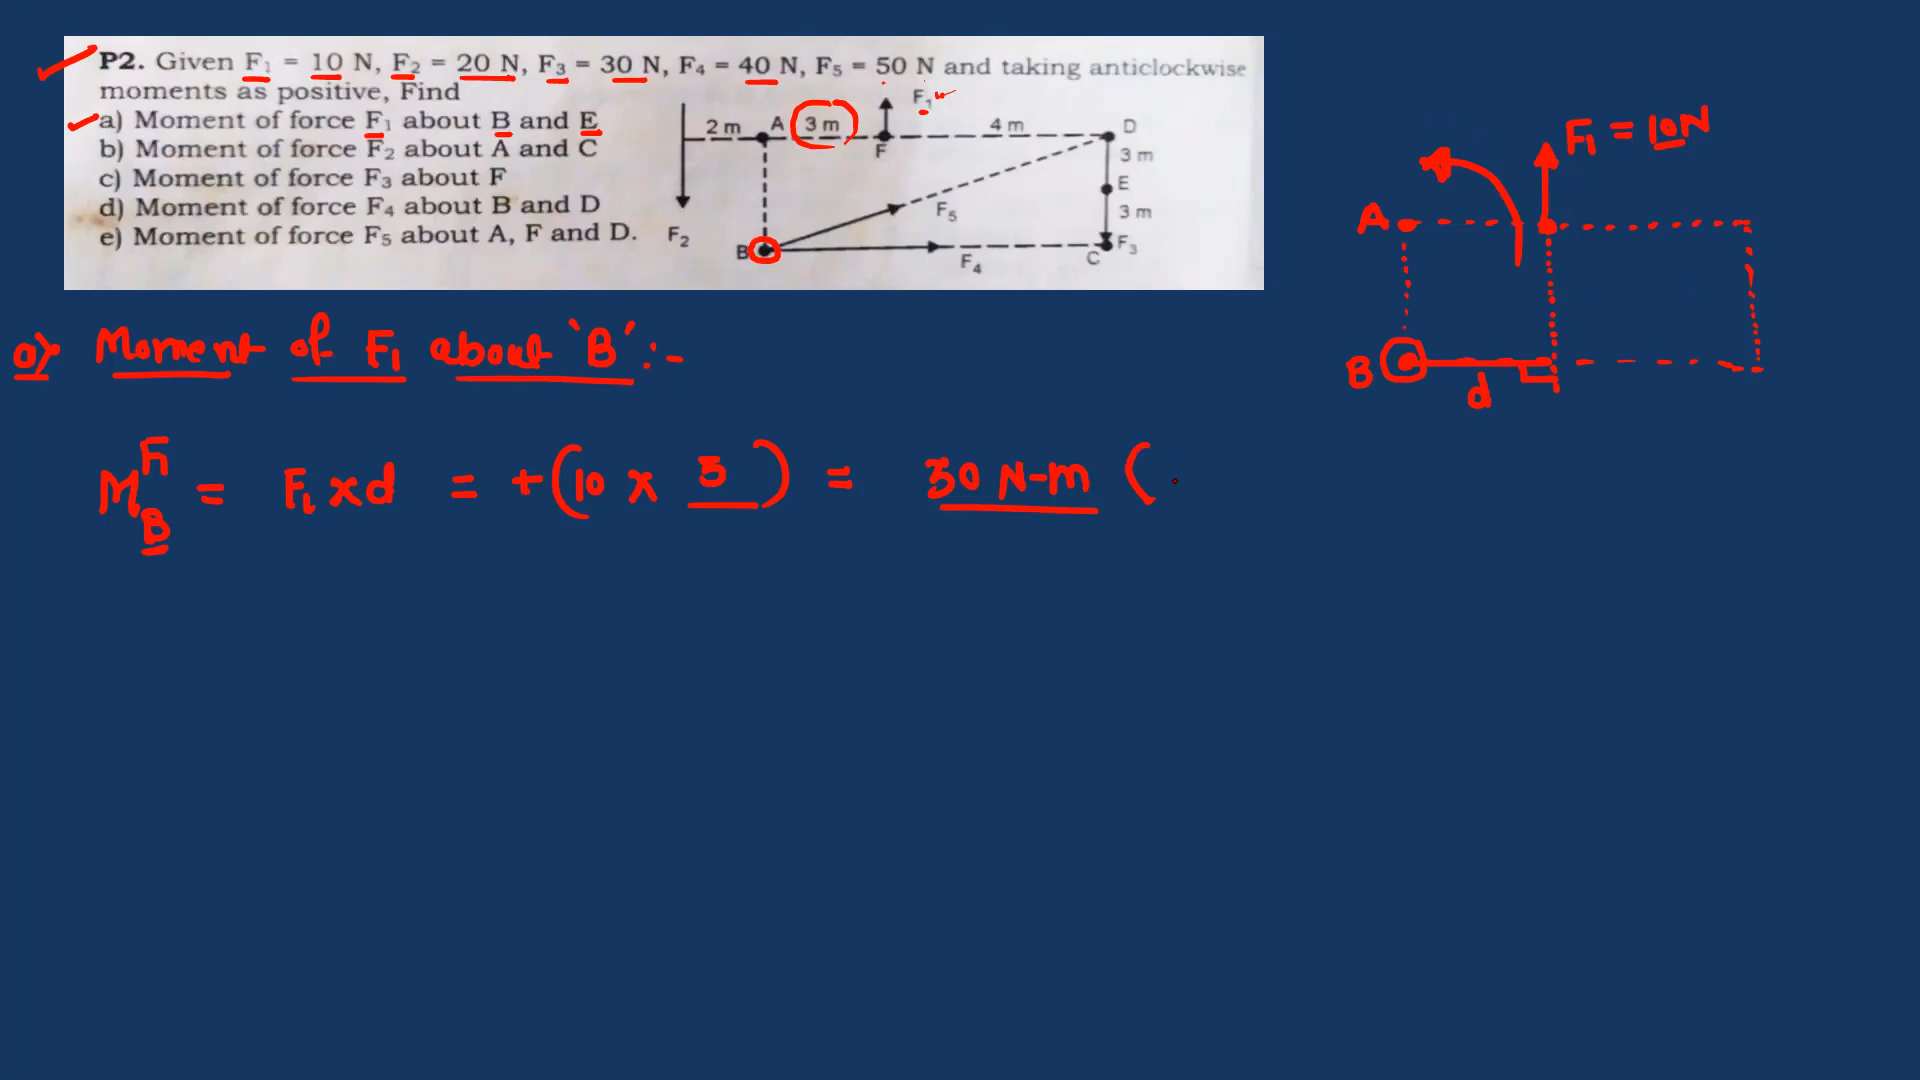 P2. Given F₁ = 10 N, F₂ = 20 N, F₃ = 30 N, F₄ = 40 N, F₅ = 50 N and taking anticlockwise
moments as positive, Find
a) Moment of force F₁ about B and E
b) Moment of force F₂ about A and C
c) Moment of force F₃ about F
d) Moment of force F₄ about B and D
e) Moment of force F₅ about A, F and D.
F₁
2 m A 3 m 4 m D
F
3 m
E
F₅ 3 m
F₂ B F₄ C F₃
F₁ = 10N
A
B
d
a) Moment of F₁ about 'B' :-
M_B^F₁ = F₁ × d = +(10 × 3) = 30 N-m (